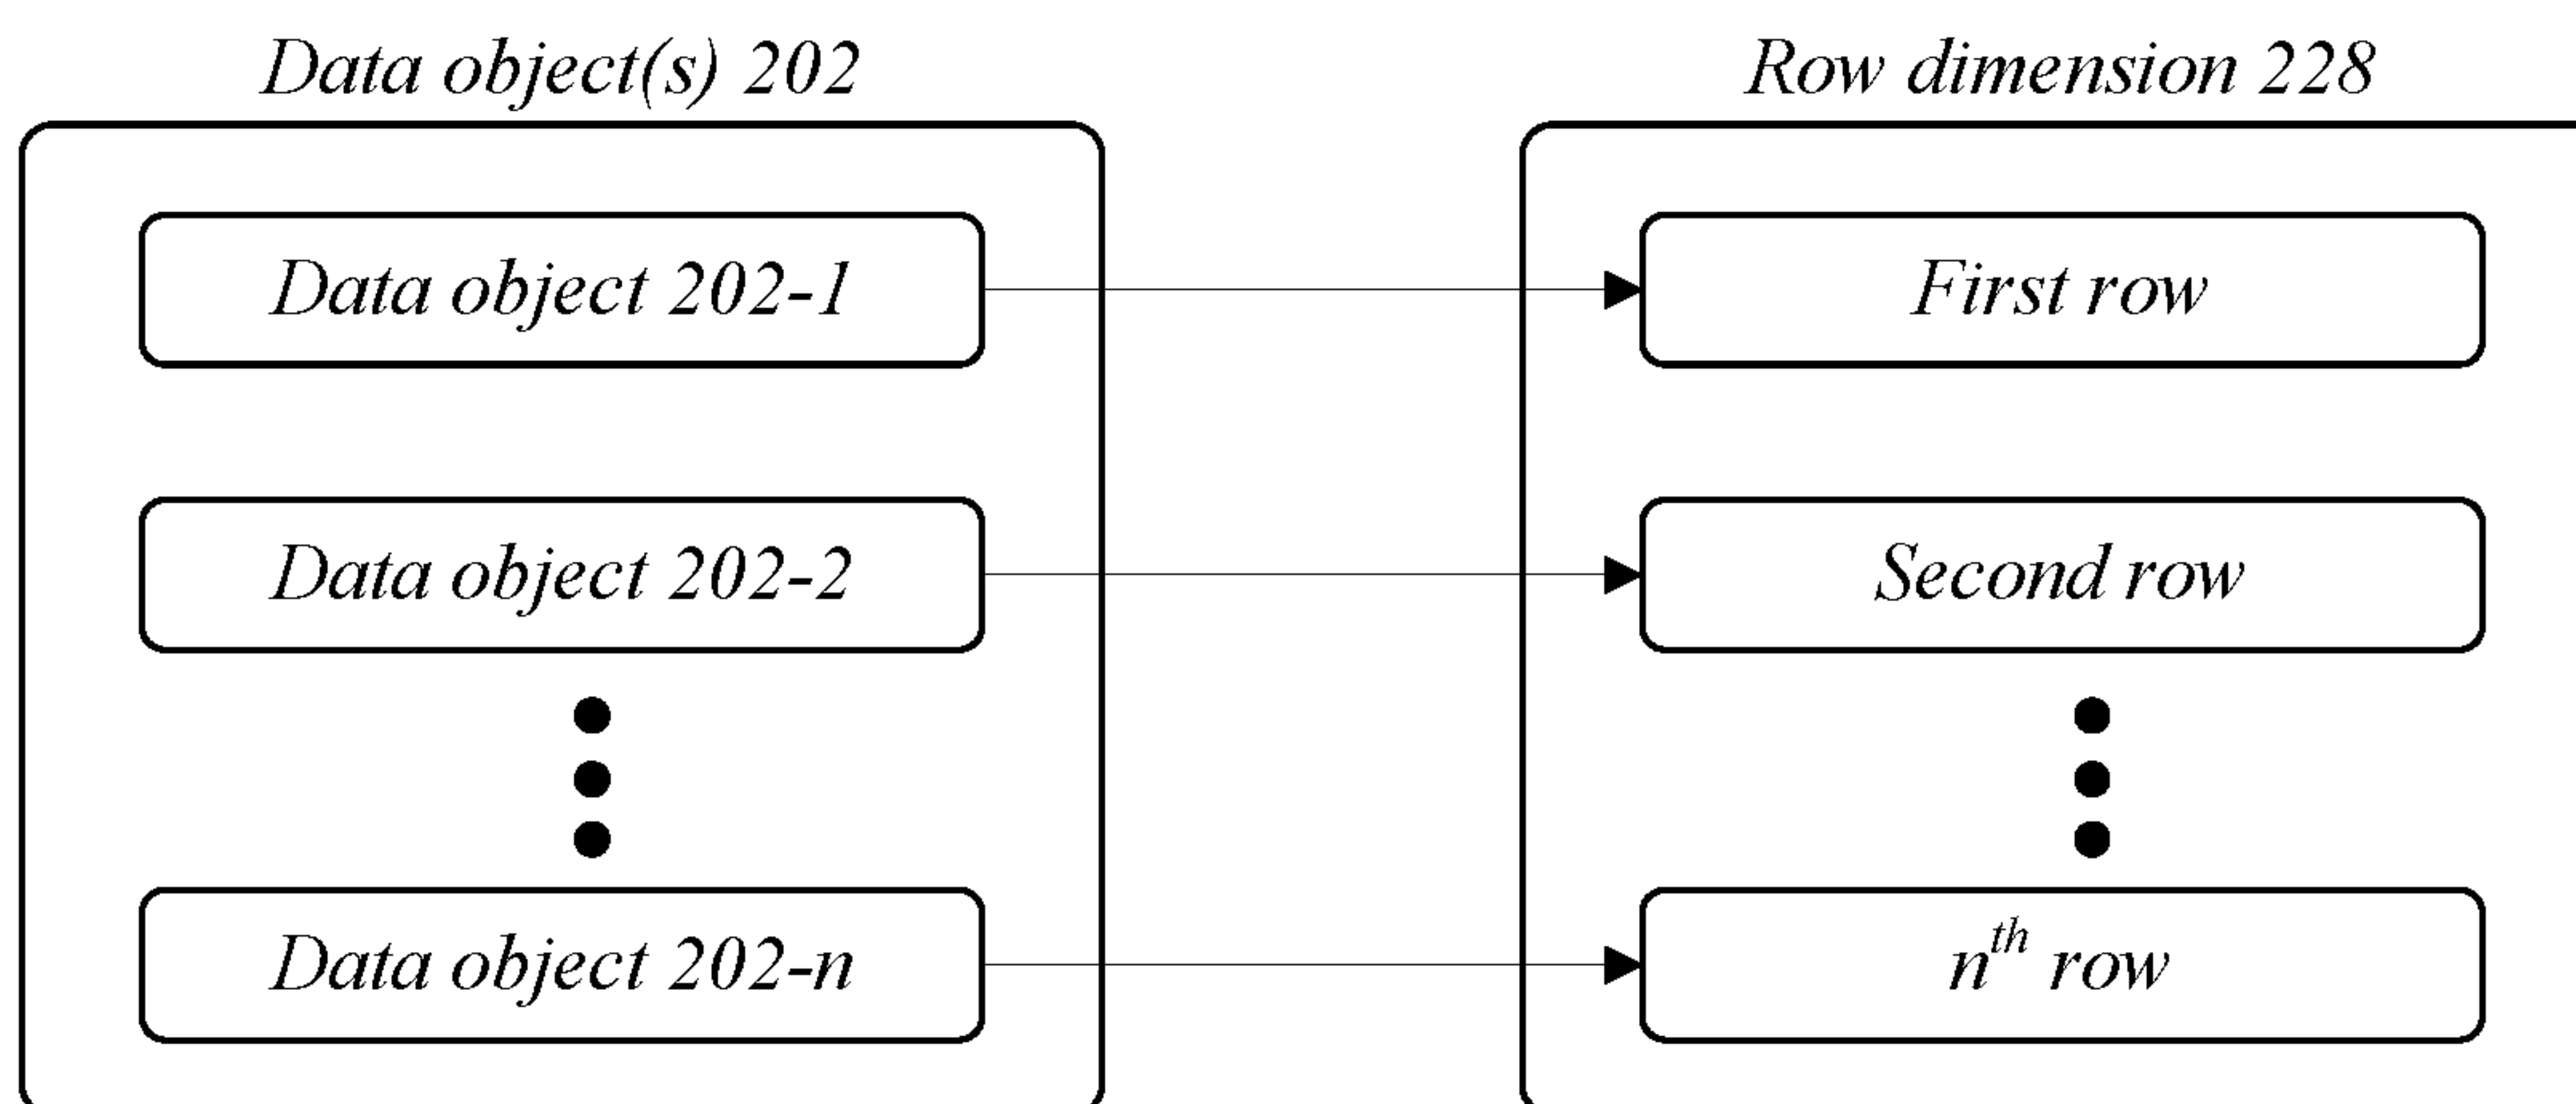 Data object(s) 202
Row dimension 228
Data object 202-1
First row
Data object 202-2
Second row
Data object 202-n
nth row